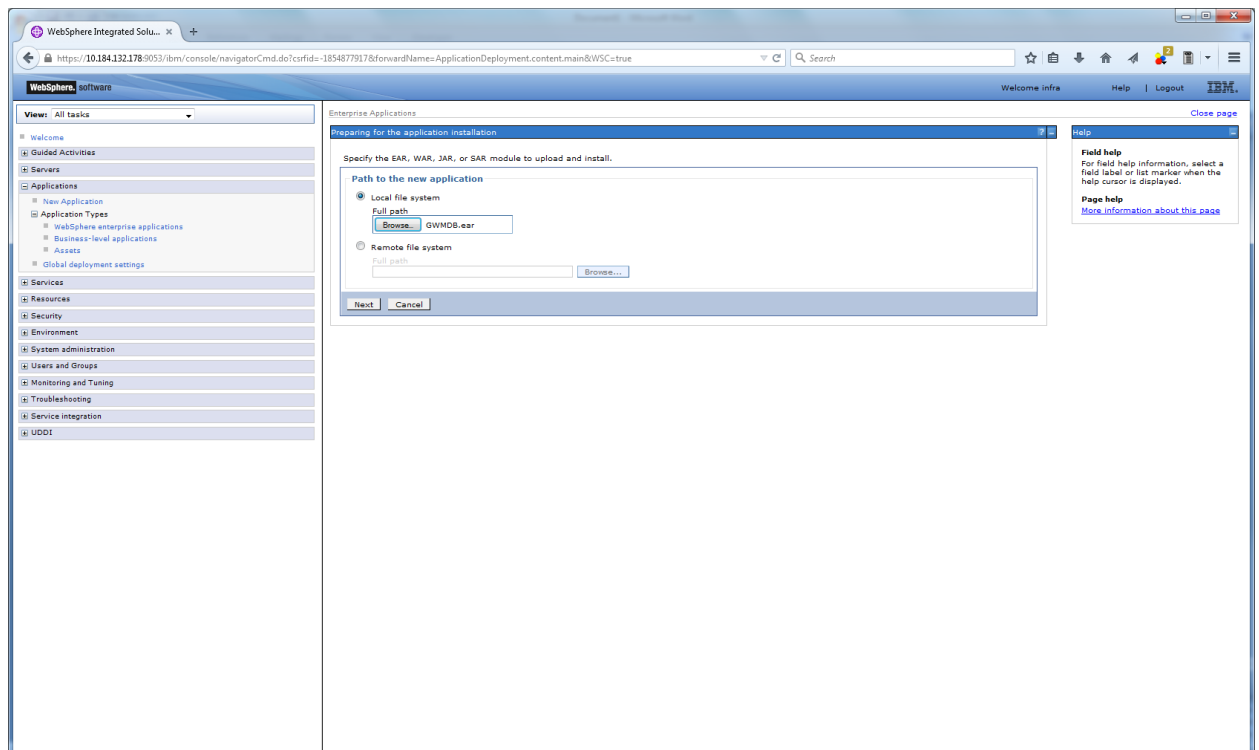 WebSphere Integrated Solu... × +
https://10.184.132.178:9053/ibm/console/navigatorCmd.do?csrfid=-1854877917&forwardName=ApplicationDeployment.content.main&WSC=true
Search
2
WebSphere. software
Welcome infra
Help | Logout
IBM.
View: All tasks
Welcome
Guided Activities
Servers
Applications
New Application
Application Types
WebSphere enterprise applications
Business-level applications
Assets
Global deployment settings
Services
Resources
Security
Environment
System administration
Users and Groups
Monitoring and Tuning
Troubleshooting
Service integration
UDDI
Enterprise Applications
Close page
Preparing for the application installation
?
Specify the EAR, WAR, JAR, or SAR module to upload and install.
Path to the new application
Local file system
Full path
Browse... GWMDB.ear
Remote file system
Full path
Browse...
Next Cancel
Help
Field help
For field help information, select a
field label or list marker when the
help cursor is displayed.
Page help
More information about this page